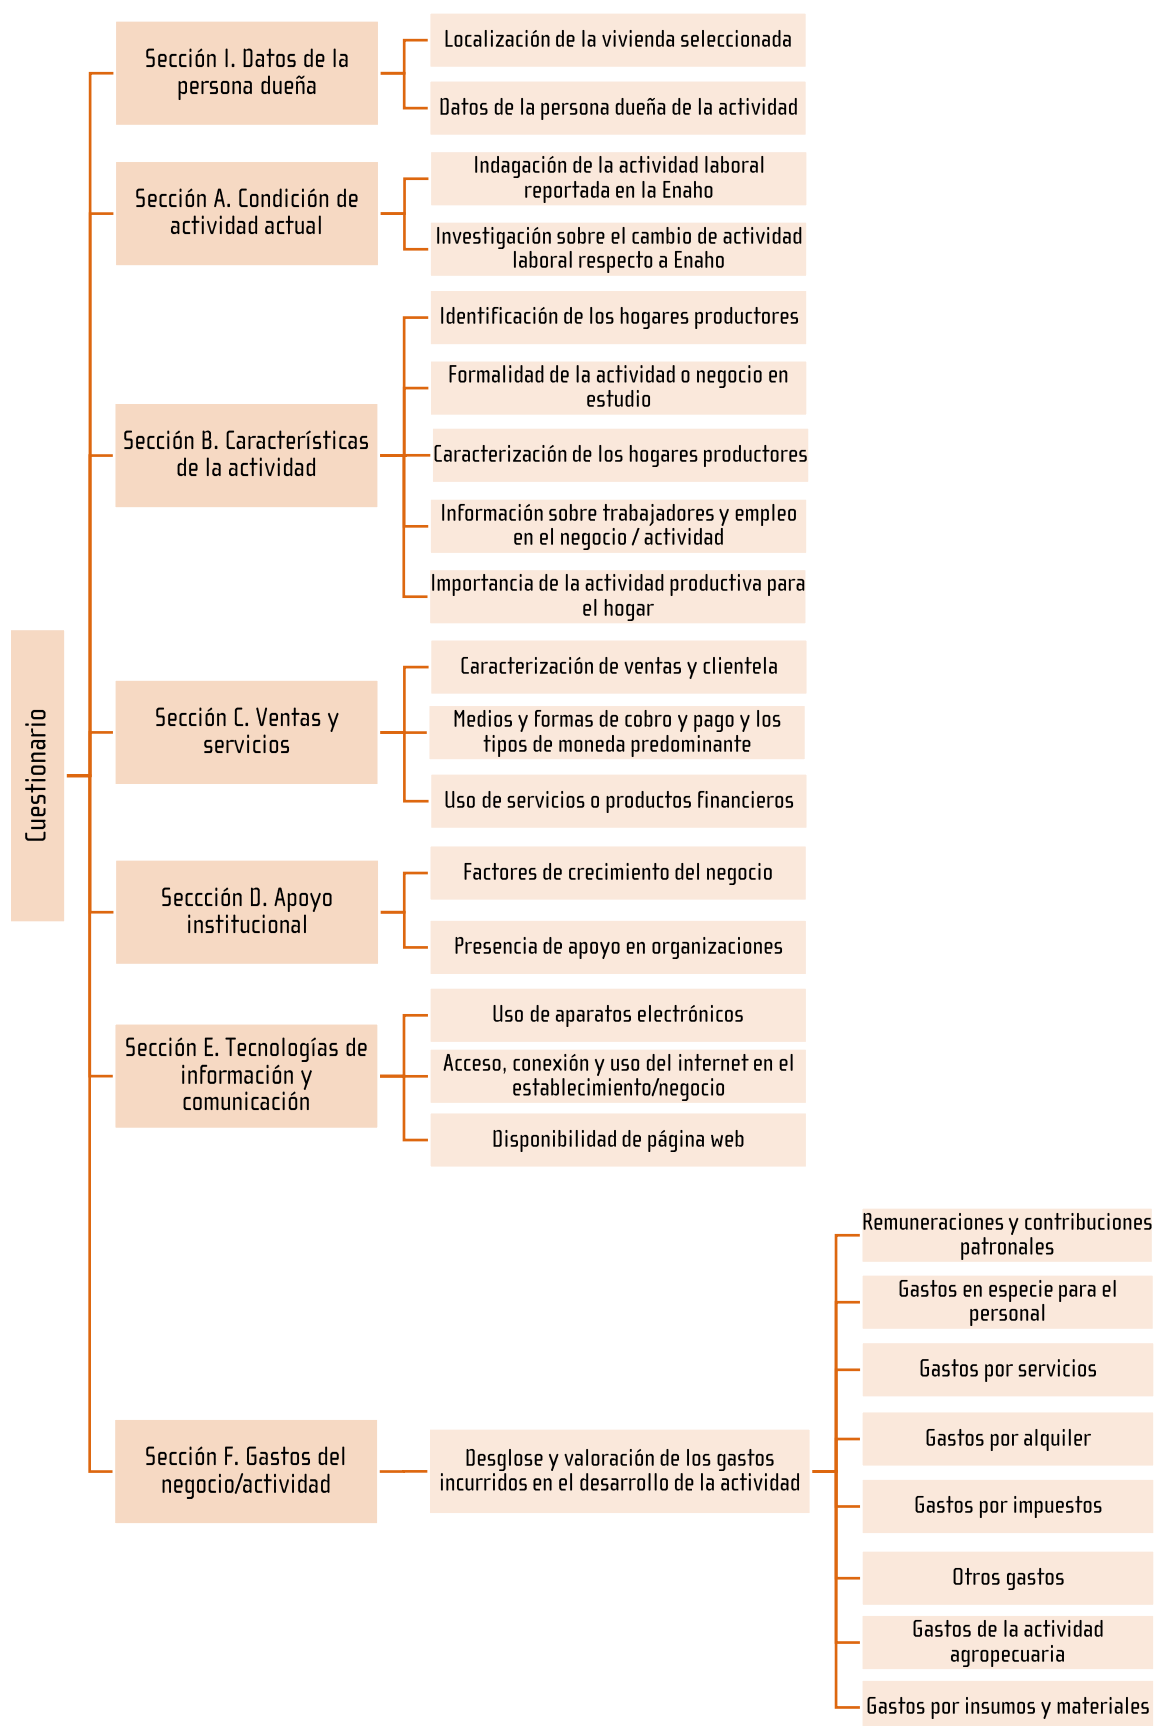 Cuestionario
Sección I. Datos de la
persona dueña
Localización de la vivienda seleccionada
Datos de la persona dueña de la actividad
Sección A. Condición de
actividad actual
Indagación de la actividad laboral
reportada en la Enaho
Investigación sobre el cambio de actividad
laboral respecto a Enaho
Sección B. Características
de la actividad
Identificación de los hogares productores
Formalidad de la actividad o negocio en
estudio
Caracterización de los hogares productores
Información sobre trabajadores y empleo
en el negocio / actividad
Importancia de la actividad productiva para
el hogar
Sección C. Ventas y
servicios
Caracterización de ventas y clientela
Medios y formas de cobro y pago y los
tipos de moneda predominante
Uso de servicios o productos financieros
Seccción D. Apoyo
institucional
Factores de crecimiento del negocio
Presencia de apoyo en organizaciones
Sección E. Tecnologías de
información y
comunicación
Uso de aparatos electrónicos
Acceso, conexión y uso del internet en el
establecimiento/negocio
Disponibilidad de página web
Sección F. Gastos del
negocio/actividad
Desglose y valoración de los gastos
incurridos en el desarrollo de la actividad
Remuneraciones y contribuciones
patronales
Gastos en especie para el
personal
Gastos por servicios
Gastos por alquiler
Gastos por impuestos
Otros gastos
Gastos de la actividad
agropecuaria
Gastos por insumos y materiales